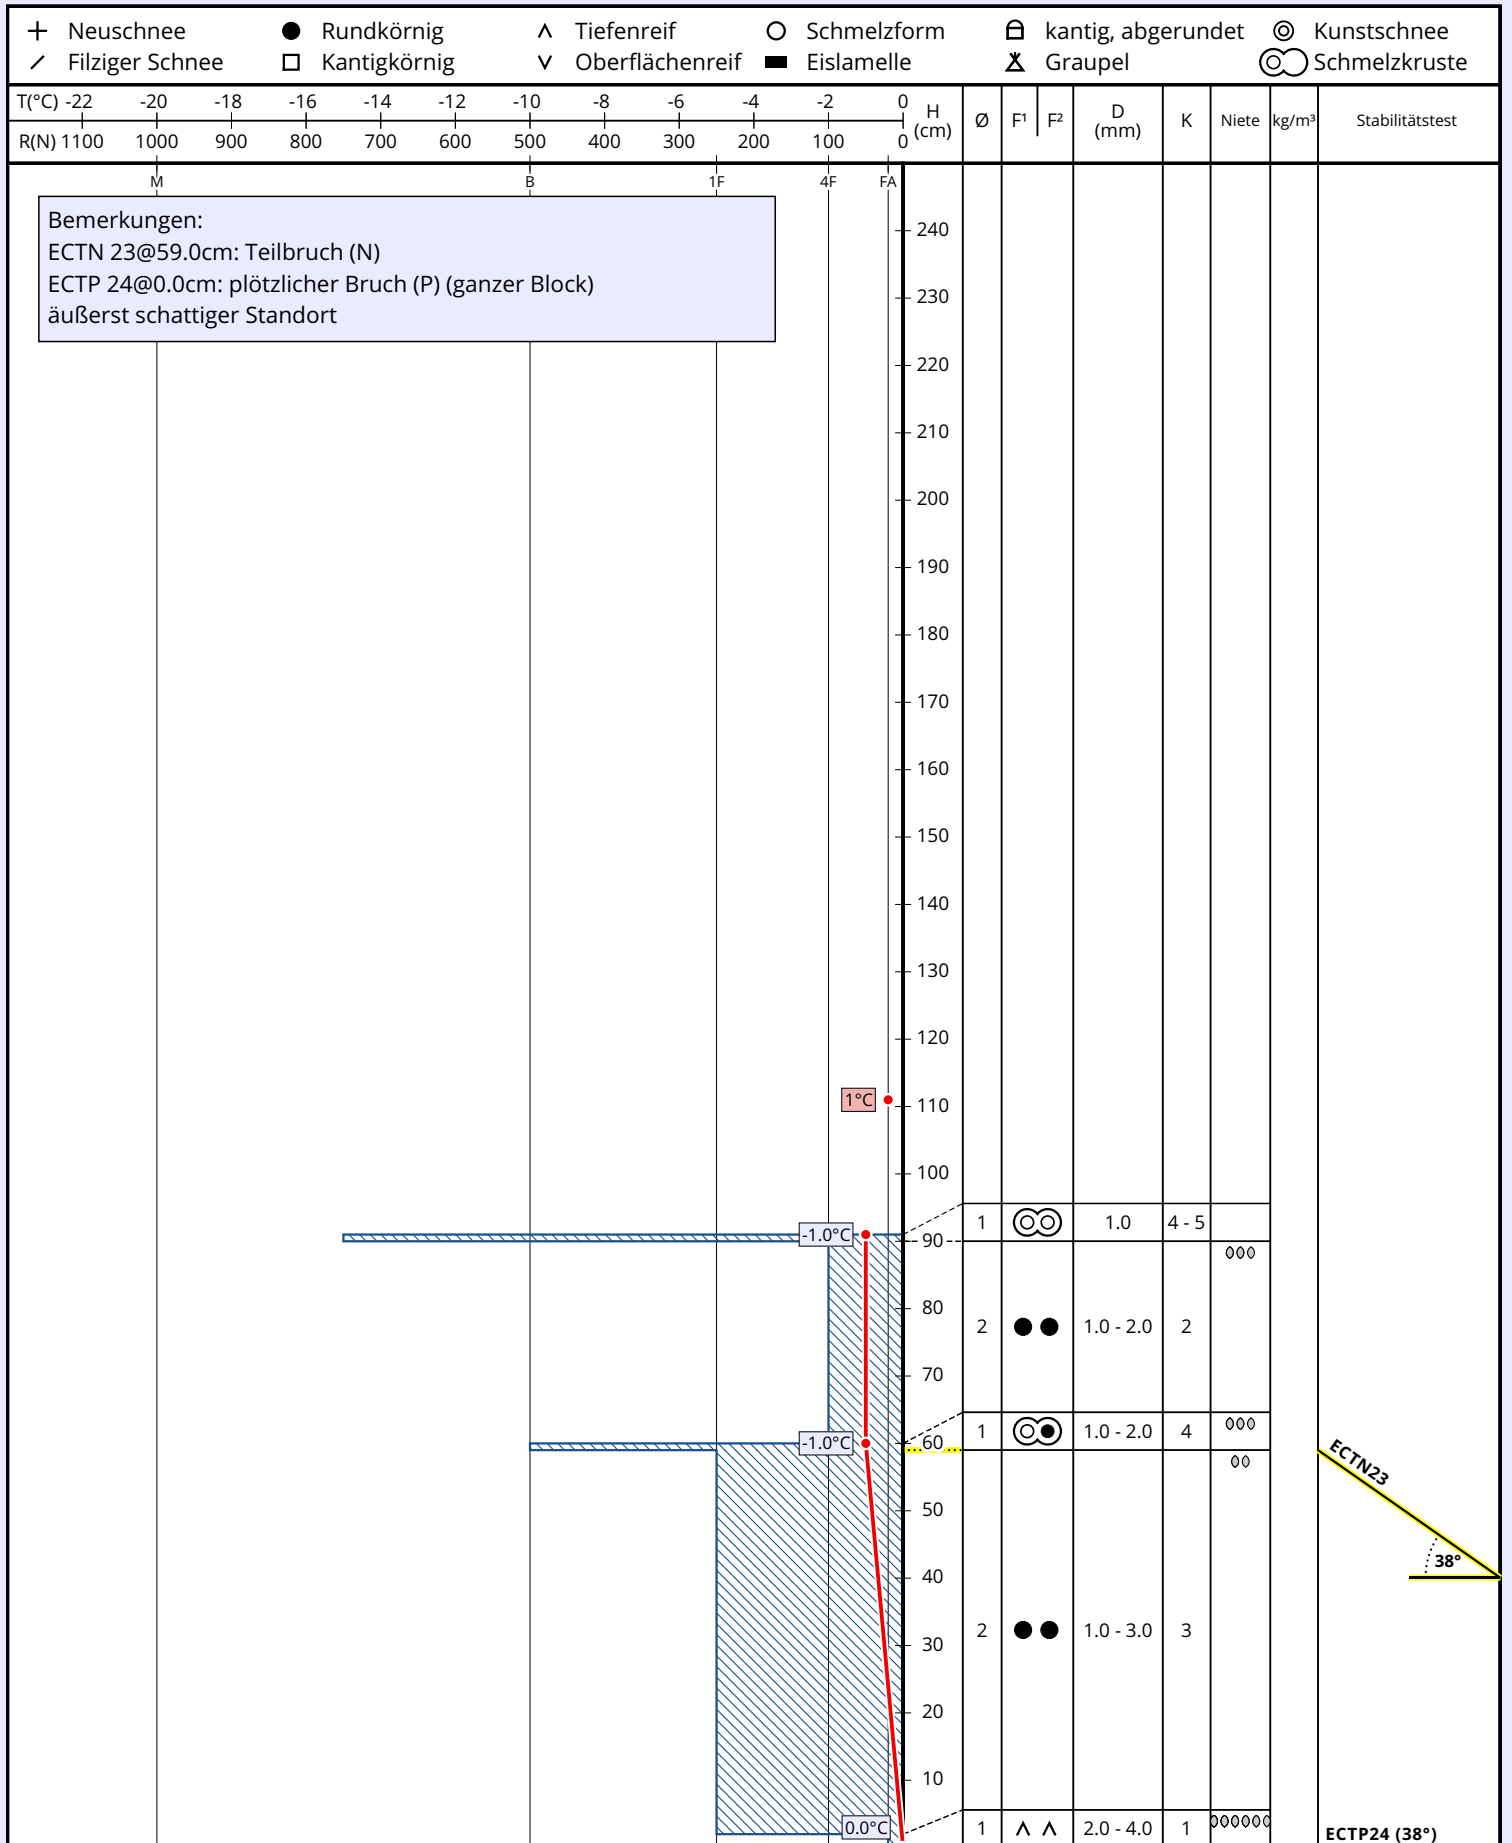 Neuschnee Rundkörnig Tiefenreif Schmelzform kantig, abgerundet Kunstschnee
Filziger Schnee Kantigkörnig Oberflächenreif Eislamelle Graupel Schmelzkruste
T(°C) -22 -20 -18 -16 -14 -12 -10 -8 -6 -4 -2 0
R(N) 1100 1000 900 800 700 600 500 400 300 200 100 0
H (cm) Ø F¹ F² D (mm) K Niete kg/m³ Stabilitätstest
M B 1F 4F FA
Bemerkungen:
ECTN 23@59.0cm: Teilbruch (N)
ECTP 24@0.0cm: plötzlicher Bruch (P) (ganzer Block)
äußerst schattiger Standort
240
230
220
210
200
190
180
170
160
150
140
130
120
1°C 110
100
1 1.0 4 - 5
-1.0°C 90
80
2 1.0 - 2.0 2
70
1 1.0 - 2.0 4
-1.0°C 60
ECTN23
50
38°
40
2 1.0 - 3.0 3
30
20
10
0.0°C 1 2.0 - 4.0 1 ECTP24 (38°)